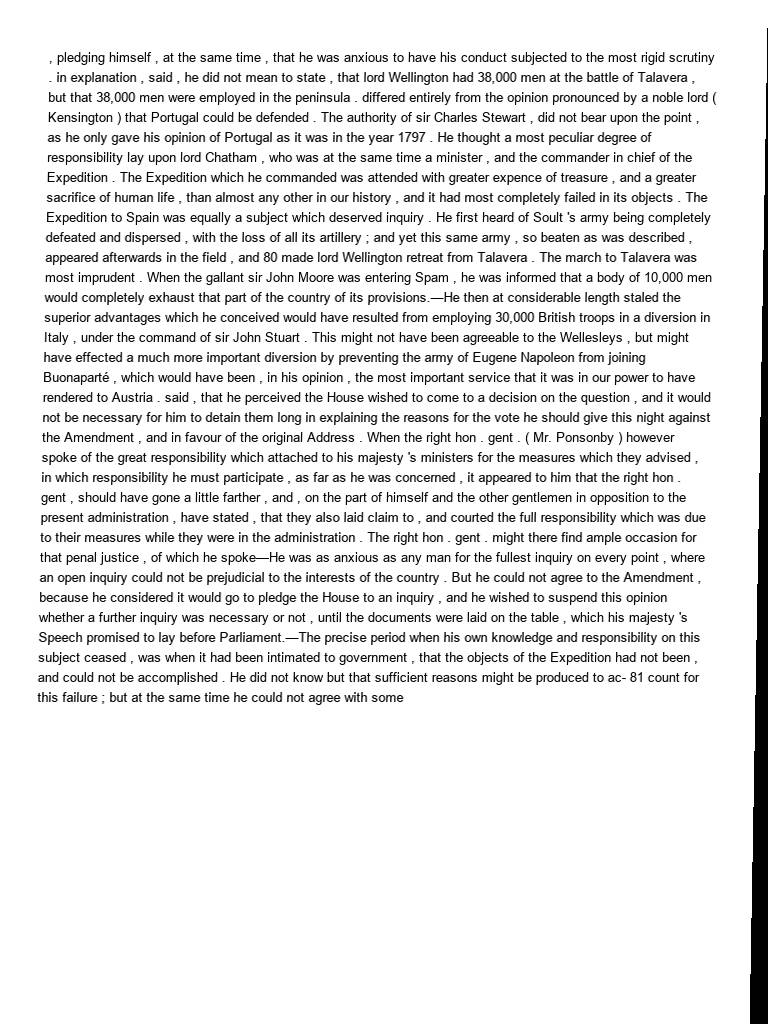 , pledging himself , at the same time , that he was anxious to have his conduct subjected to the most rigid scrutiny
. in explanation , said , he did not mean to state , that lord Wellington had 38,000 men at the battle of Talavera ,
but that 38,000 men were employed in the peninsula . differed entirely from the opinion pronounced by a noble lord (
Kensington ) that Portugal could be defended . The authority of sir Charles Stewart , did not bear upon the point ,
as he only gave his opinion of Portugal as it was in the year 1797 . He thought a most peculiar degree of
responsibility lay upon lord Chatham , who was at the same time a minister , and the commander in chief of the
Expedition . The Expedition which he commanded was attended with greater expence of treasure , and a greater
sacrifice of human life , than almost any other in our history , and it had most completely failed in its objects . The
Expedition to Spain was equally a subject which deserved inquiry . He first heard of Soult 's army being completely
defeated and dispersed , with the loss of all its artillery ; and yet this same army , so beaten as was described ,
appeared afterwards in the field , and 80 made lord Wellington retreat from Talavera . The march to Talavera was
most imprudent . When the gallant sir John Moore was entering Spam , he was informed that a body of 10,000 men
would completely exhaust that part of the country of its provisions.—He then at considerable length staled the
superior advantages which he conceived would have resulted from employing 30,000 British troops in a diversion in
Italy , under the command of sir John Stuart . This might not have been agreeable to the Wellesleys , but might
have effected a much more important diversion by preventing the army of Eugene Napoleon from joining
Buonaparté , which would have been , in his opinion , the most important service that it was in our power to have
rendered to Austria . said , that he perceived the House wished to come to a decision on the question , and it would
not be necessary for him to detain them long in explaining the reasons for the vote he should give this night against
the Amendment , and in favour of the original Address . When the right hon . gent . ( Mr. Ponsonby ) however
spoke of the great responsibility which attached to his majesty 's ministers for the measures which they advised ,
in which responsibility he must participate , as far as he was concerned , it appeared to him that the right hon .
gent , should have gone a little farther , and , on the part of himself and the other gentlemen in opposition to the
present administration , have stated , that they also laid claim to , and courted the full responsibility which was due
to their measures while they were in the administration . The right hon . gent . might there find ample occasion for
that penal justice , of which he spoke—He was as anxious as any man for the fullest inquiry on every point , where
an open inquiry could not be prejudicial to the interests of the country . But he could not agree to the Amendment ,
because he considered it would go to pledge the House to an inquiry , and he wished to suspend this opinion
whether a further inquiry was necessary or not , until the documents were laid on the table , which his majesty 's
Speech promised to lay before Parliament.—The precise period when his own knowledge and responsibility on this
subject ceased , was when it had been intimated to government , that the objects of the Expedition had not been ,
and could not be accomplished . He did not know but that sufficient reasons might be produced to ac- 81 count for
this failure ; but at the same time he could not agree with some